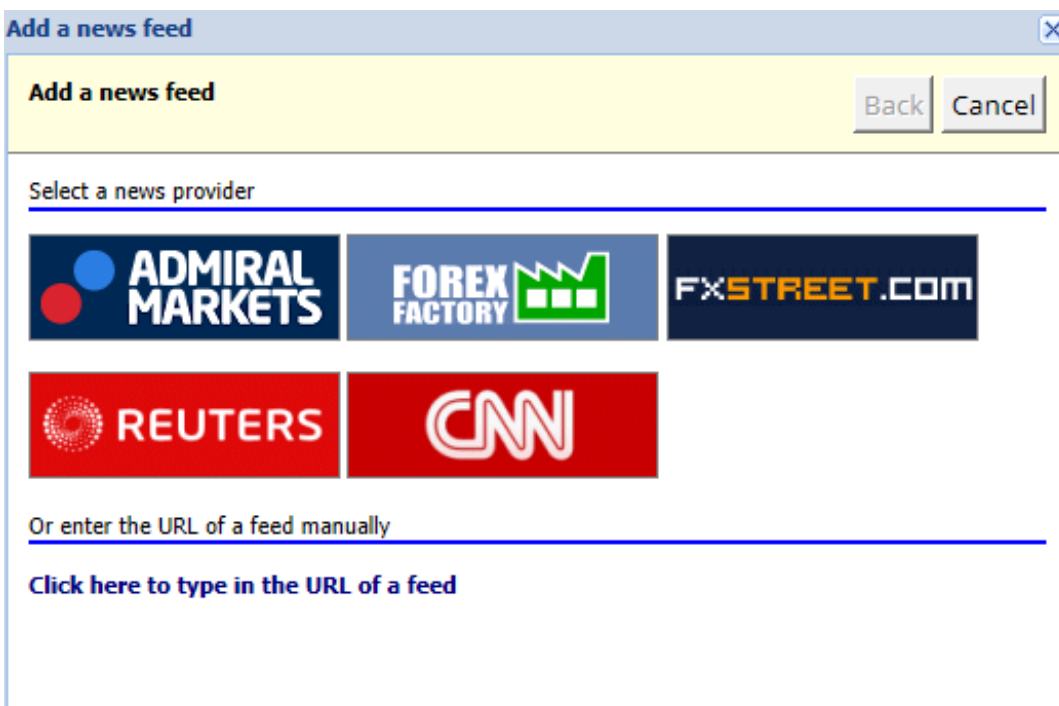 Add a news feed
Add a news feed
Back Cancel
Select a news provider
ADMIRAL
MARKETS
FOREX
FACTORY
FXSTREET.COM
REUTERS
CNN
Or enter the URL of a feed manually
Click here to type in the URL of a feed